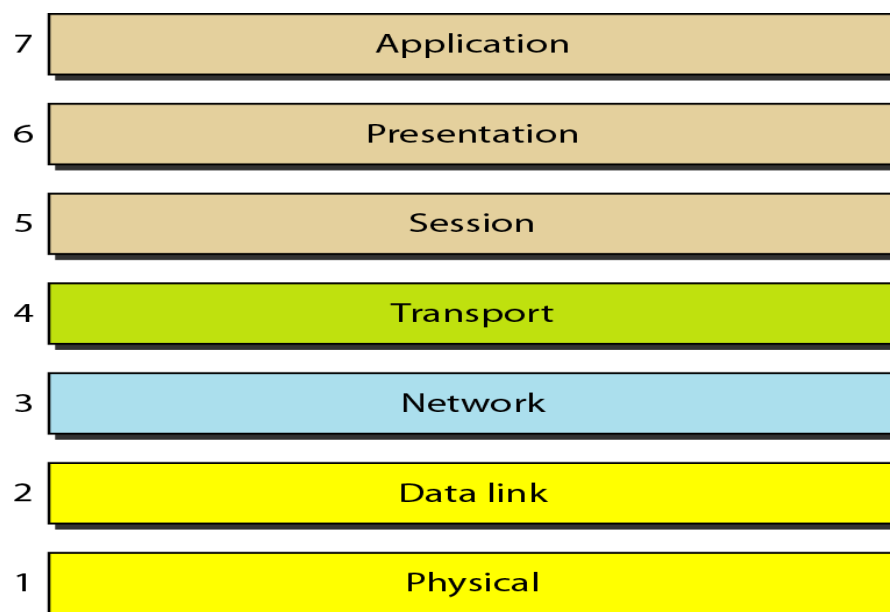 7 Application
6 Presentation
5 Session
4 Transport
3 Network
2 Data link
1 Physical